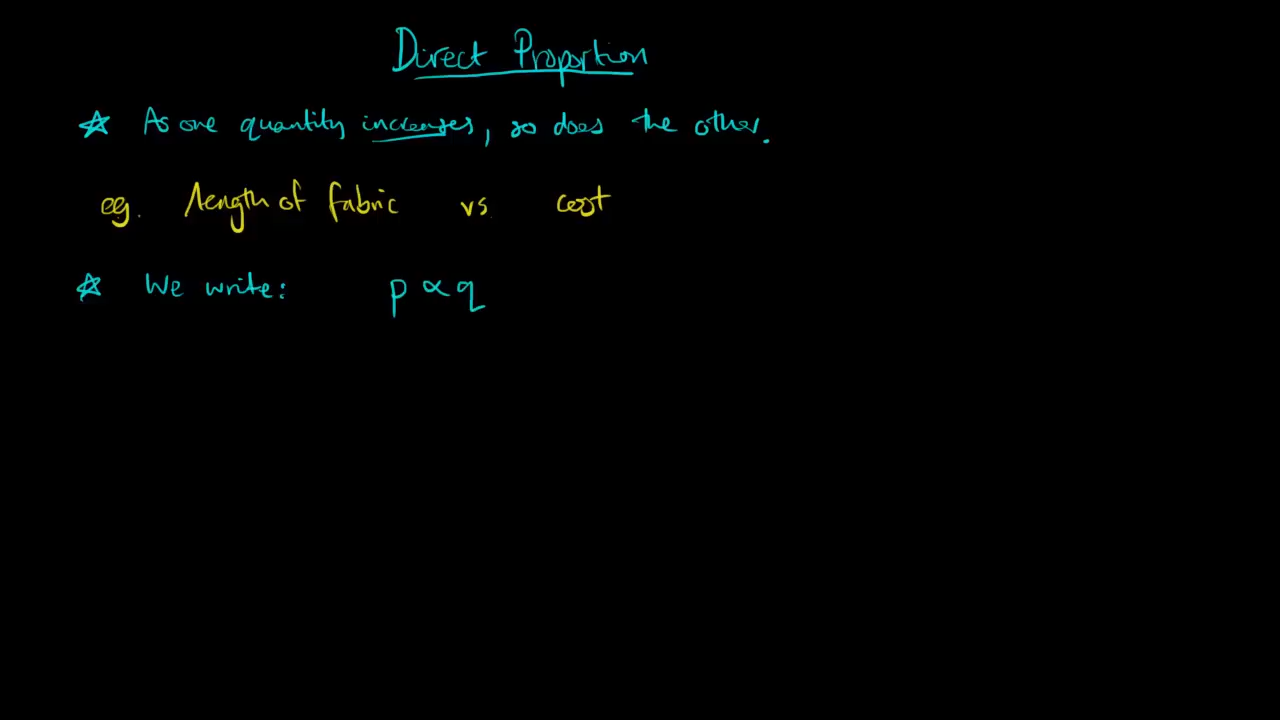 Direct Proportion
☆ As one quantity increases, so does the other.
eg. length of fabric vs cost
☆ We write: p ∝ q